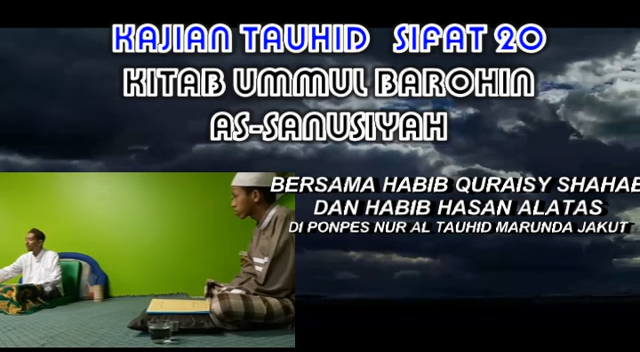 KAJIAN TAUHID SIFAT 20
KITAB UMMUL BAROHIN
AS-SANUSIYAH
BERSAMA HABIB QURAISY SHAHAB
DAN HABIB HASAN ALATAS
DI PONPES NUR AL TAUHID MARUNDA JAKUT